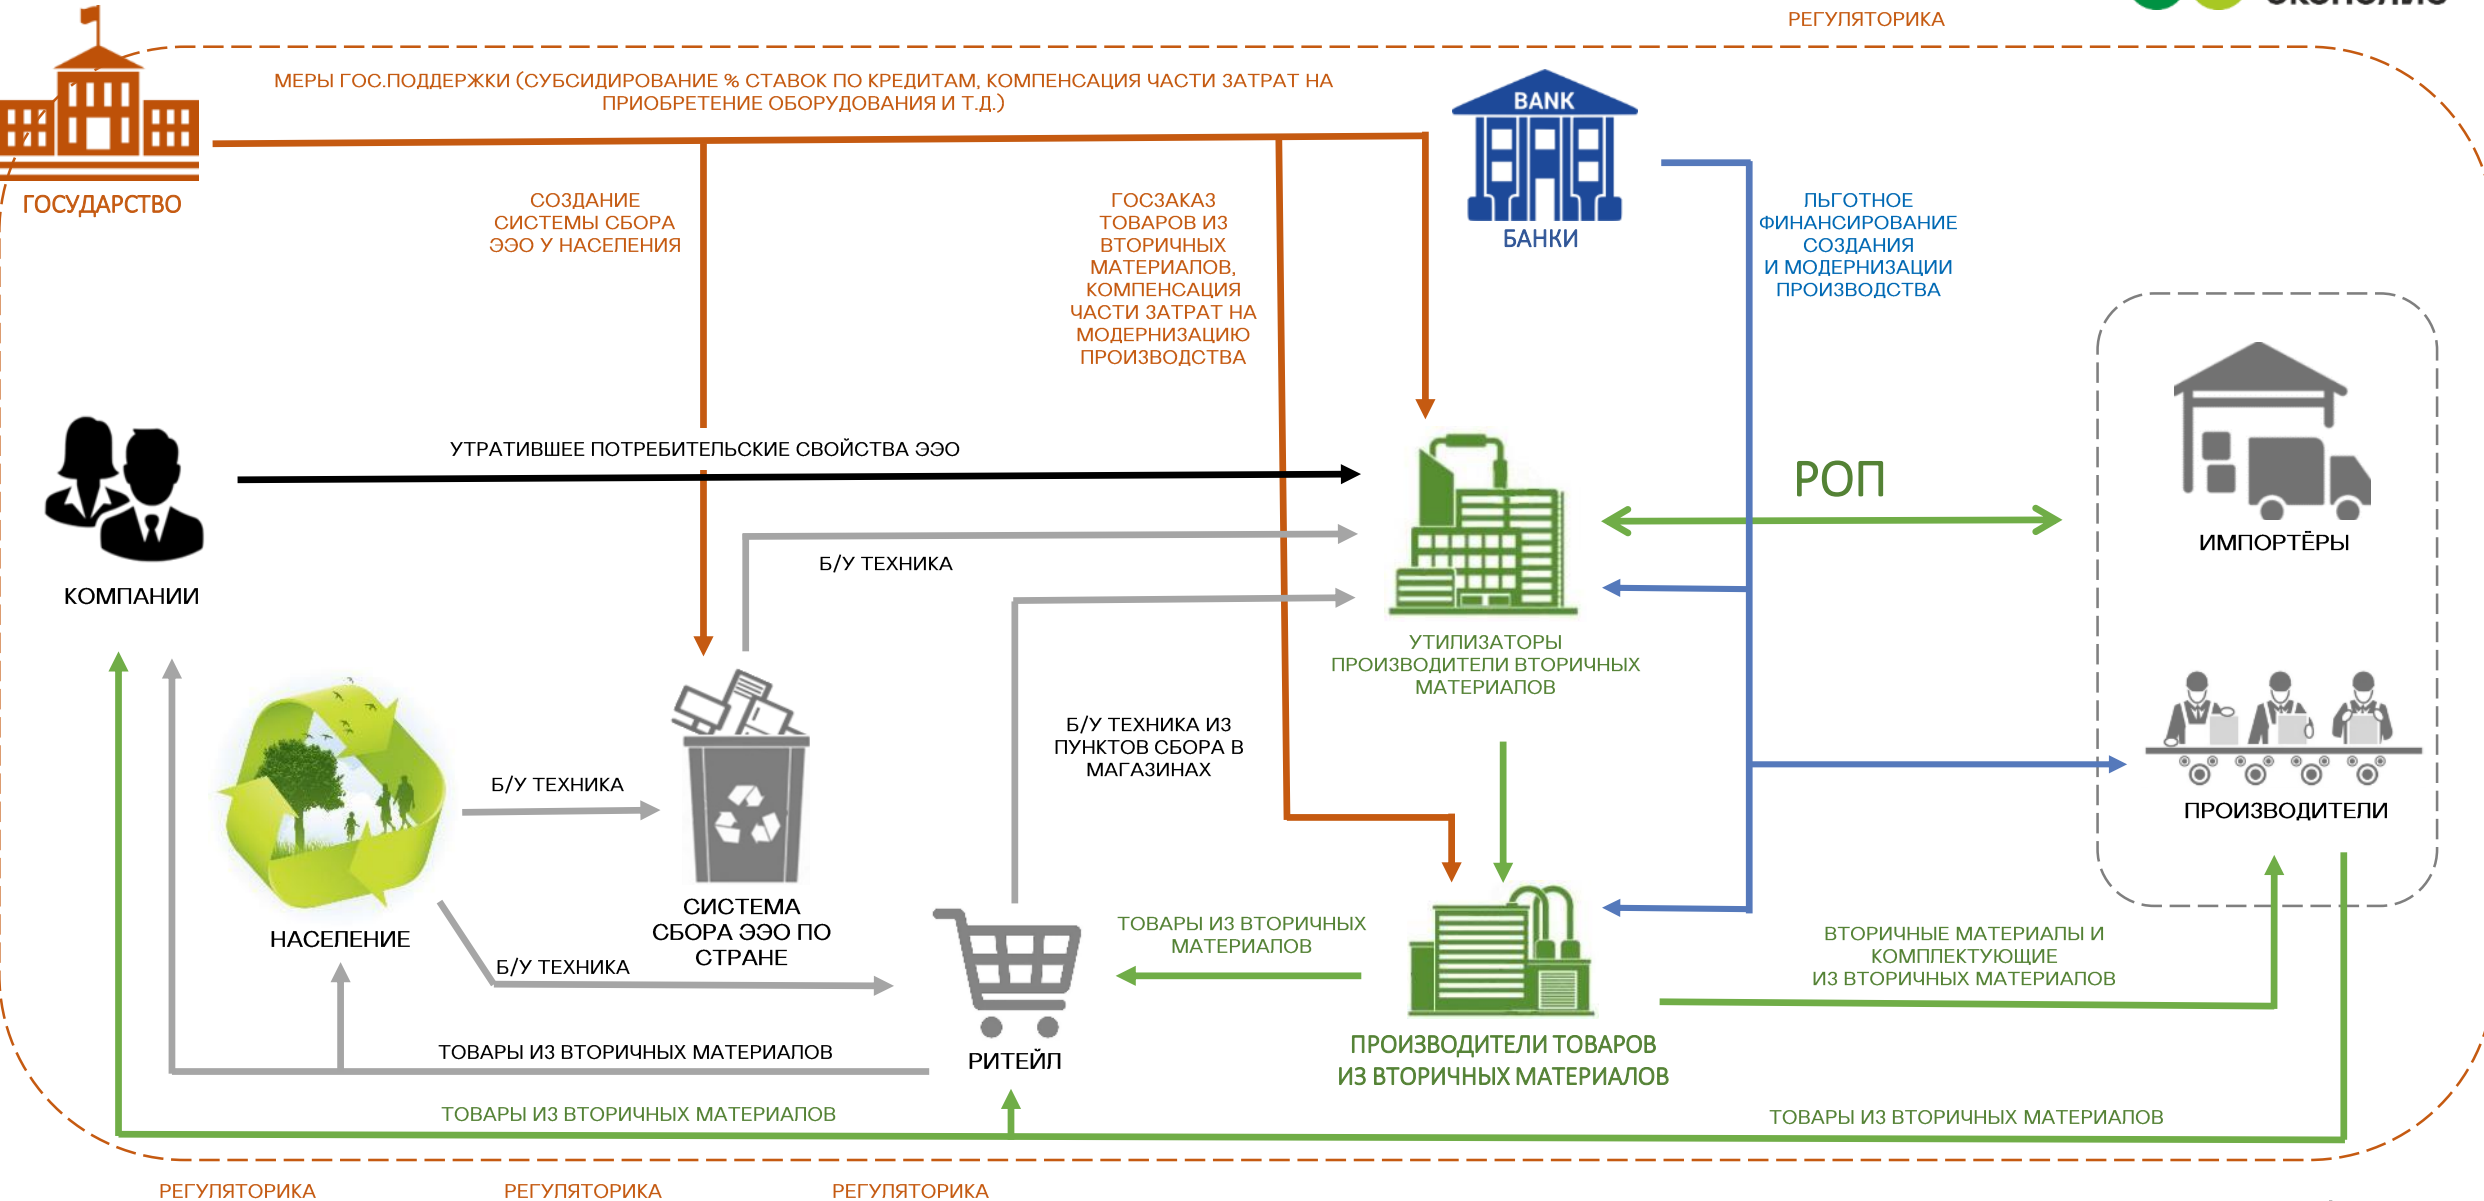 РЕГУЛЯТОРИКА
МЕРЫ ГОС.ПОДДЕРЖКИ (СУБСИДИРОВАНИЕ % СТАВОК ПО КРЕДИТАМ, КОМПЕНСАЦИЯ ЧАСТИ ЗАТРАТ НА
ПРИОБРЕТЕНИЕ ОБОРУДОВАНИЯ И Т.Д.)
BANK
ГОСУДАРСТВО
СОЗДАНИЕ
СИСТЕМЫ СБОРА
ЭЭО У НАСЕЛЕНИЯ
ГОСЗАКАЗ
ТОВАРОВ ИЗ
ВТОРИЧНЫХ
МАТЕРИАЛОВ,
КОМПЕНСАЦИЯ
ЧАСТИ ЗАТРАТ НА
МОДЕРНИЗАЦИЮ
ПРОИЗВОДСТВА
БАНКИ
ЛЬГОТНОЕ
ФИНАНСИРОВАНИЕ
СОЗДАНИЯ
И МОДЕРНИЗАЦИИ
ПРОИЗВОДСТВА
УТРАТИВШЕЕ ПОТРЕБИТЕЛЬСКИЕ СВОЙСТВА ЭЭО
РОП
ИМПОРТЁРЫ
Б/У ТЕХНИКА
КОМПАНИИ
УТИЛИЗАТОРЫ
ПРОИЗВОДИТЕЛИ ВТОРИЧНЫХ
МАТЕРИАЛОВ
Б/У ТЕХНИКА ИЗ
ПУНКТОВ СБОРА В
МАГАЗИНАХ
Б/У ТЕХНИКА
ПРОИЗВОДИТЕЛИ
СИСТЕМА
СБОРА ЭЭО ПО
СТРАНЕ
НАСЕЛЕНИЕ
Б/У ТЕХНИКА
ТОВАРЫ ИЗ ВТОРИЧНЫХ
МАТЕРИАЛОВ
ВТОРИЧНЫЕ МАТЕРИАЛЫ И
КОМПЛЕКТУЮЩИЕ
ИЗ ВТОРИЧНЫХ МАТЕРИАЛОВ
ТОВАРЫ ИЗ ВТОРИЧНЫХ МАТЕРИАЛОВ
РИТЕЙЛ
ПРОИЗВОДИТЕЛИ ТОВАРОВ
ИЗ ВТОРИЧНЫХ МАТЕРИАЛОВ
ТОВАРЫ ИЗ ВТОРИЧНЫХ МАТЕРИАЛОВ
ТОВАРЫ ИЗ ВТОРИЧНЫХ МАТЕРИАЛОВ
РЕГУЛЯТОРИКА
РЕГУЛЯТОРИКА
РЕГУЛЯТОРИКА